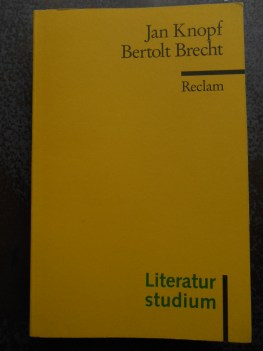 Jan Knopf
Bertolt Brecht
Reclam
Literatur
studium